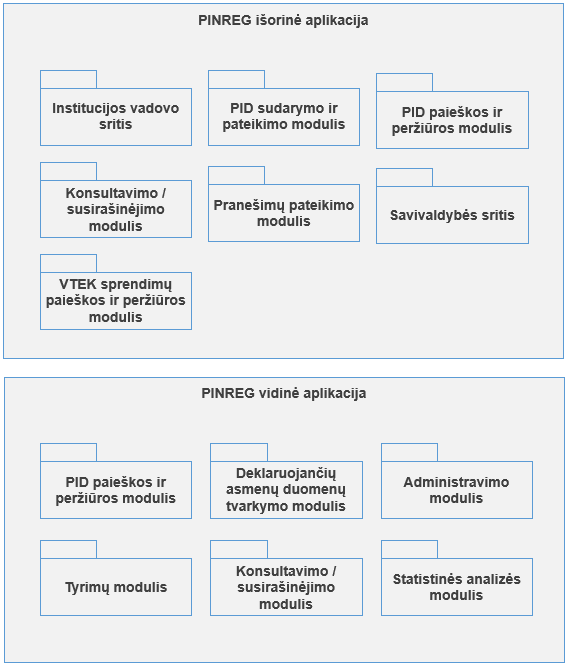 PINREG išorinė aplikacija
Institucijos vadovo
sritis
PID sudarymo ir
pateikimo modulis
PID paieškos ir
peržiūros modulis
Konsultavimo /
susirašinėjimo
modulis
Pranešimų pateikimo
modulis
Savivaldybės sritis
VTEK sprendimų
paieškos ir peržiūros
modulis
PINREG vidinė aplikacija
PID paieškos ir
peržiūros modulis
Deklaruojančių
asmenų duomenų
tvarkymo modulis
Administravimo
modulis
Tyrimų modulis
Konsultavimo /
susirašinėjimo
modulis
Statistinės analizės
modulis